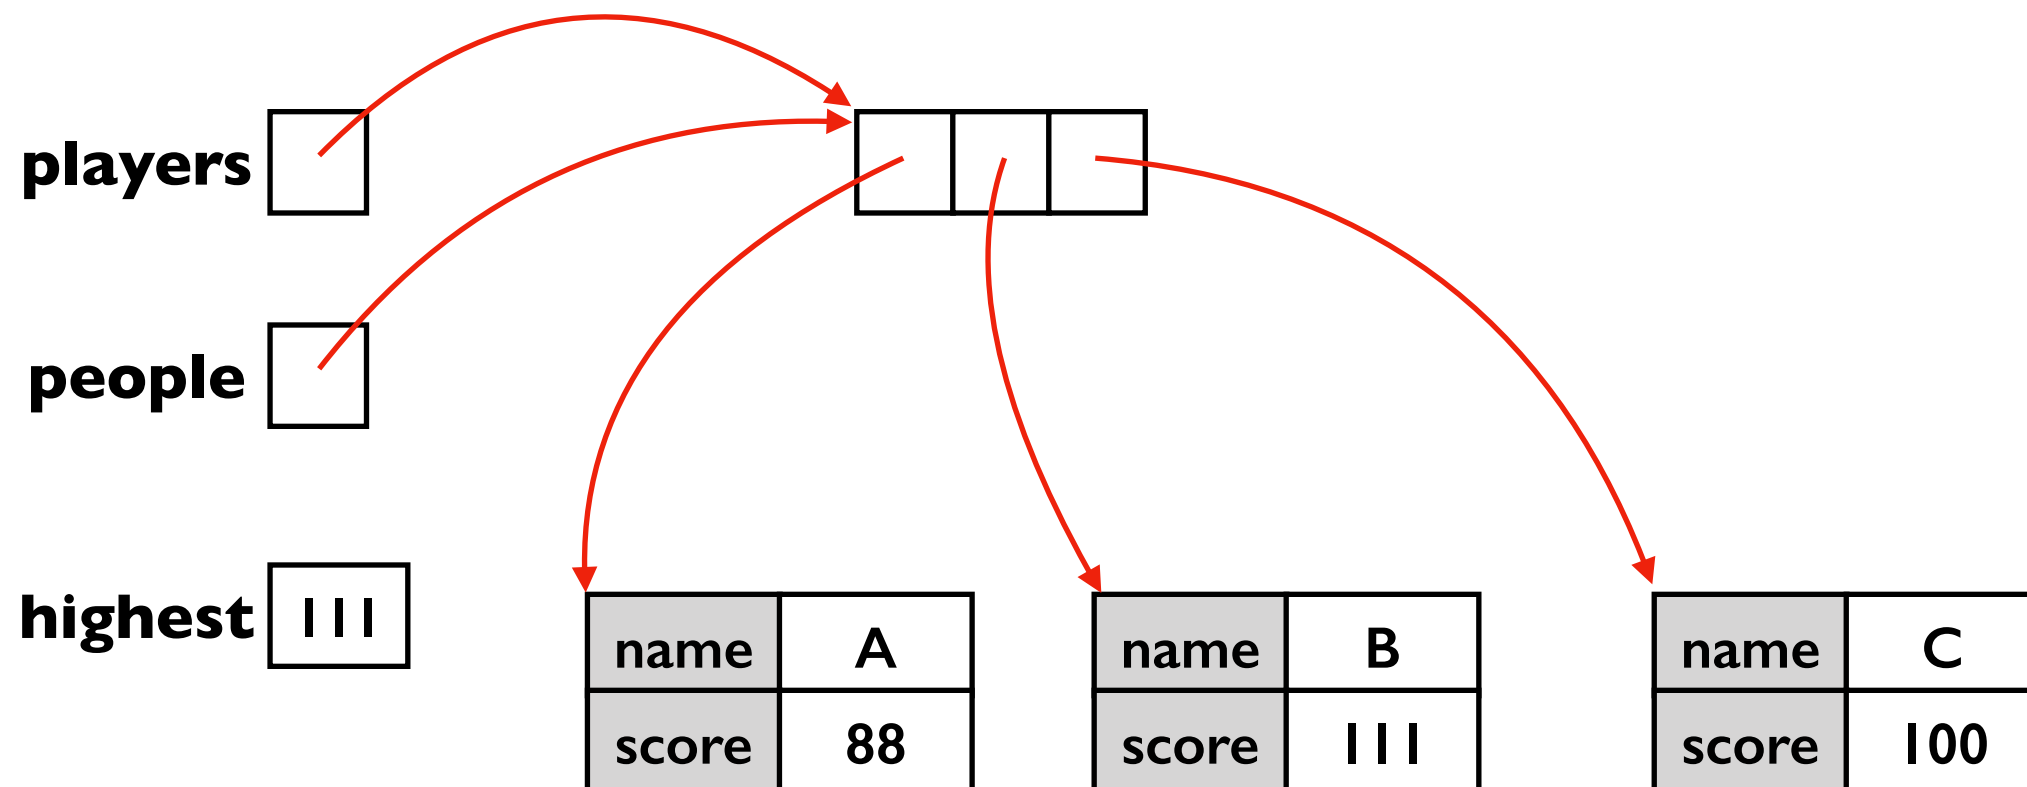 players
people
highest 111
name A name B name C
score 88 score 111 score 100